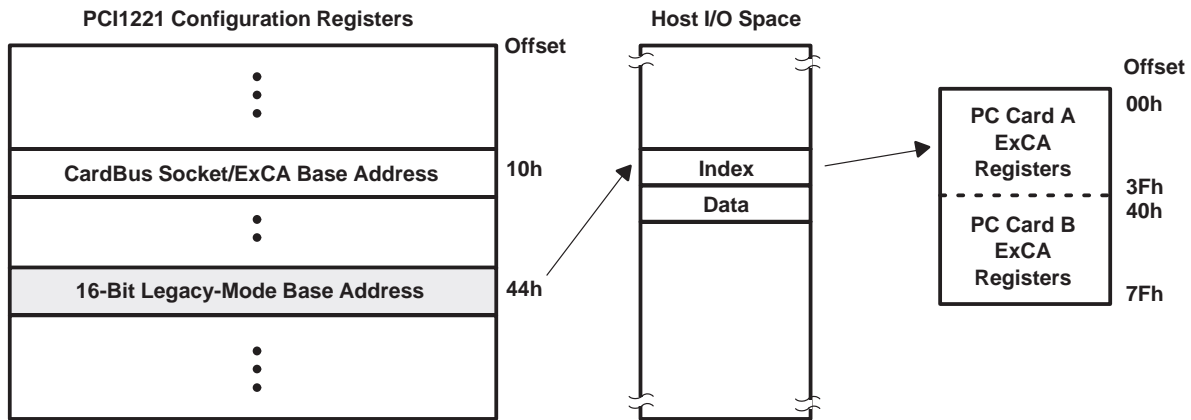 PCI1221 Configuration Registers
Offset
CardBus Socket/ExCA Base Address
10h
16-Bit Legacy-Mode Base Address
44h
Host I/O Space
Index
Data
Offset
PC Card A
ExCA
Registers
00h
3Fh
40h
PC Card B
ExCA
Registers
7Fh